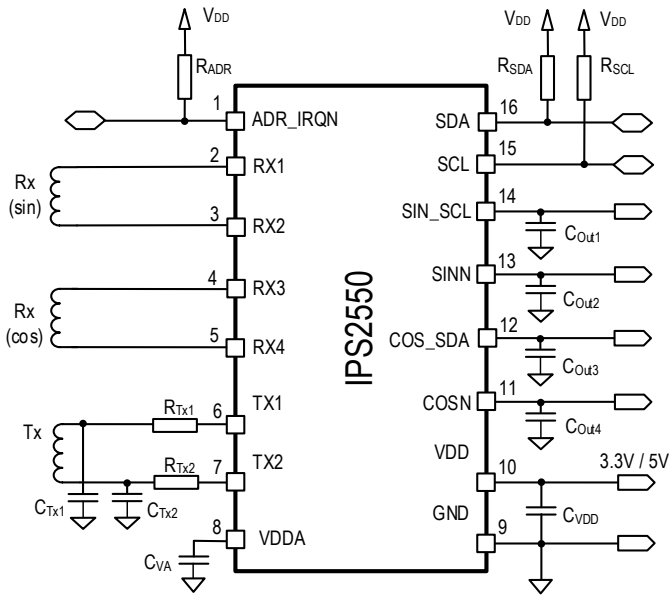 VDD
VDD
VDD
RADR
RSDA
RSCL
1
ADR_IRQN
SDA
16
2
RX1
SCL
15
Rx
(sin)
3
RX2
SIN_SCL
14
COut1
4
RX3
SINN
13
COut2
Rx
(cos)
5
RX4
IPS2550
COS_SDA
12
COut3
RTx1
6
TX1
COSN
11
COut4
Tx
RTx2
7
TX2
VDD
10
3.3V / 5V
CTx1
CTx2
CVDD
8
VDDA
GND
9
CVA